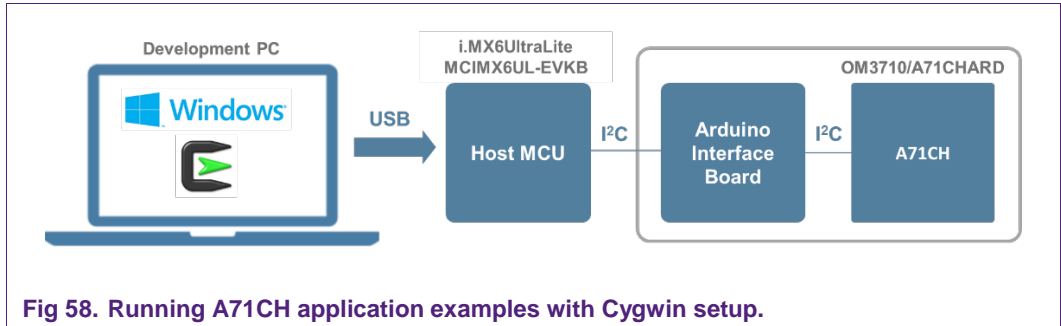 Development PC
Windows
USB
i.MX6UltraLite
MCIMX6UL-EVKB
Host MCU
I²C
OM3710/A71CHARD
Arduino
Interface
Board
I²C
A71CH
Fig 58. Running A71CH application examples with Cygwin setup.